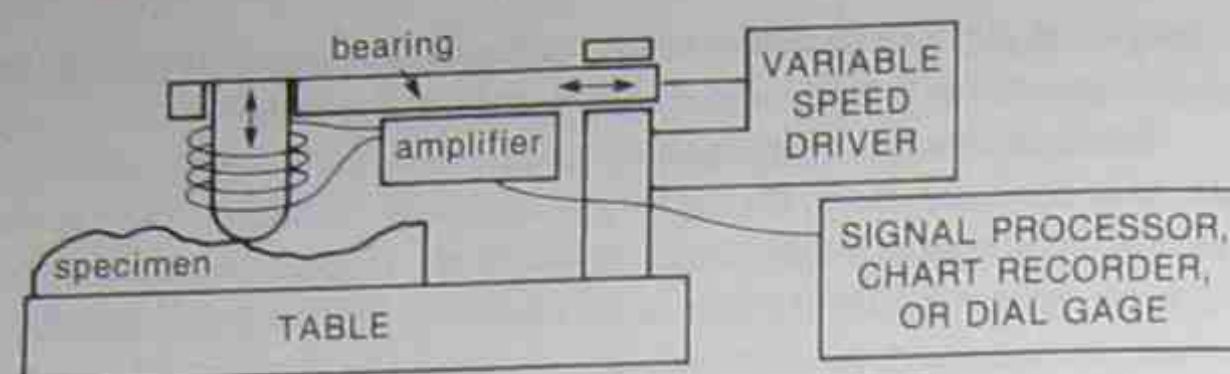 bearing
VARIABLE
SPEED
DRIVER
amplifier
specimen
SIGNAL PROCESSOR,
CHART RECORDER,
OR DIAL GAGE
TABLE